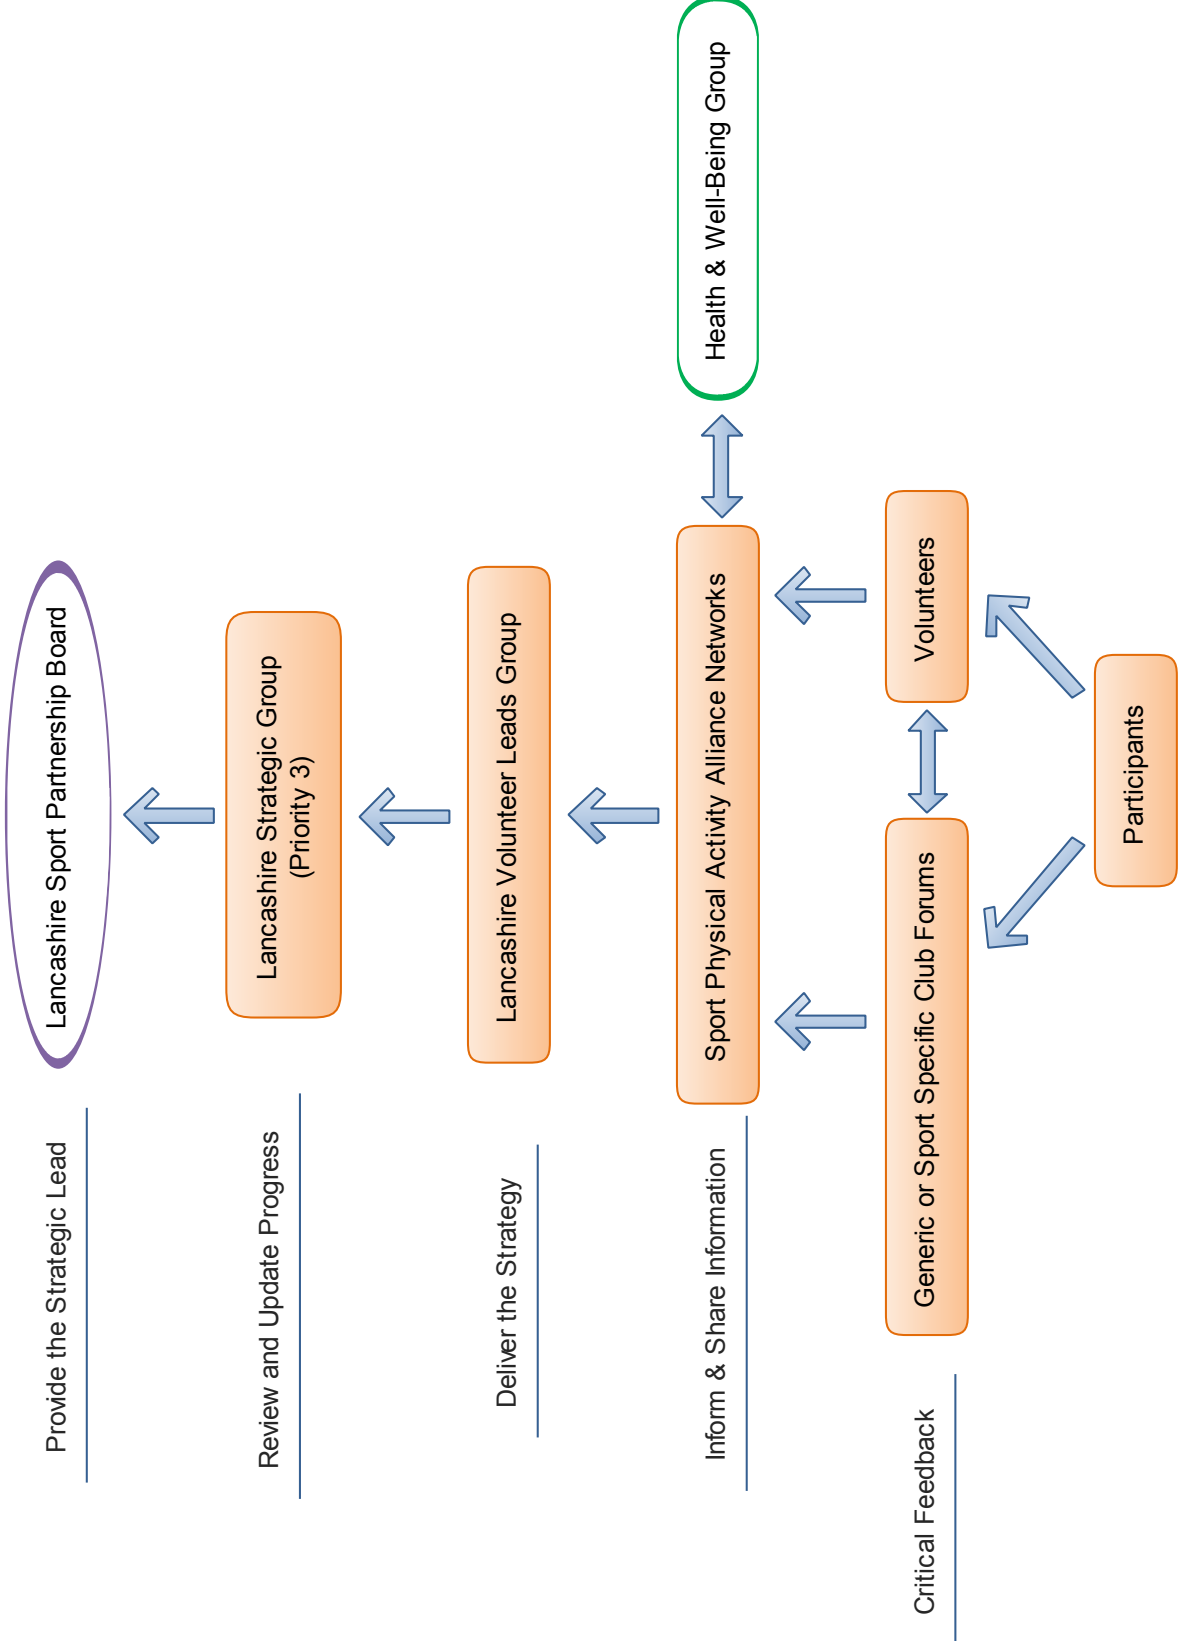 Provide the Strategic Lead
Lancashire Sport Partnership Board
Review and Update Progress
Lancashire Strategic Group
(Priority 3)
Deliver the Strategy
Lancashire Volunteer Leads Group
Inform & Share Information
Sport Physical Activity Alliance Networks
Health & Well-Being Group
Critical Feedback
Generic or Sport Specific Club Forums
Volunteers
Participants